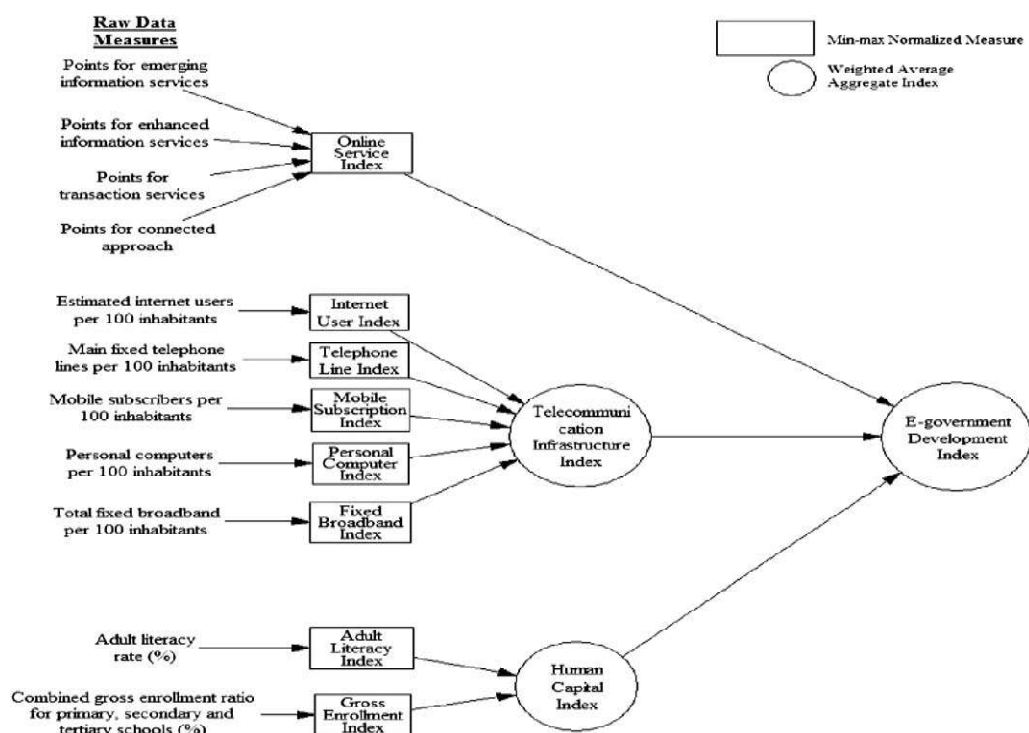 Raw Data
Measures
Points for emerging
information services
Points for enhanced
information services
Points for
transaction services
Points for connected
approach
Online
Service
Index
Min-max Normalized Measure
Weighted Average
Aggregate Index
Estimated internet users
per 100 inhabitants
Internet
User Index
Main fixed telephone
lines per 100 inhabitants
Telephone
Line Index
Mobile subscribers per
100 inhabitants
Mobile
Subscription
Index
Personal computers
per 100 inhabitants
Personal
Computer
Index
Total fixed broadband
per 100 inhabitants
Fixed
Broadband
Index
Telecommuni
cation
Infrastructure
Index
E-government
Development
Index
Adult literacy
rate (%)
Adult
Literacy
Index
Combined gross enrollment ratio
for primary, secondary and
tertiary schools (%)
Gross
Enrollment
Index
Human
Capital
Index